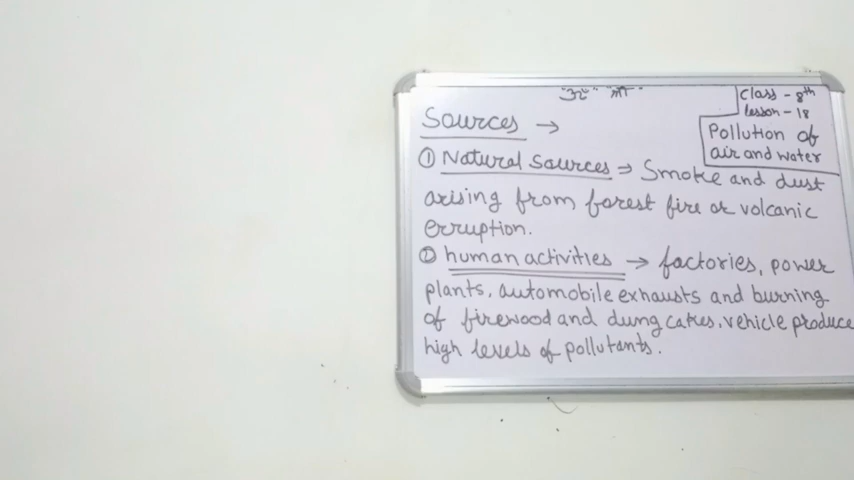 class - 8th
lesson - 18
Pollution of
air and water
Sources →
① Natural Sources ⇒ Smoke and dust
arising from forest fire or volcanic
erruption.
② human activities → factories, power
plants, automobile exhausts and burning
of firewood and dung cakes, vehicle produce
high levels of pollutants.